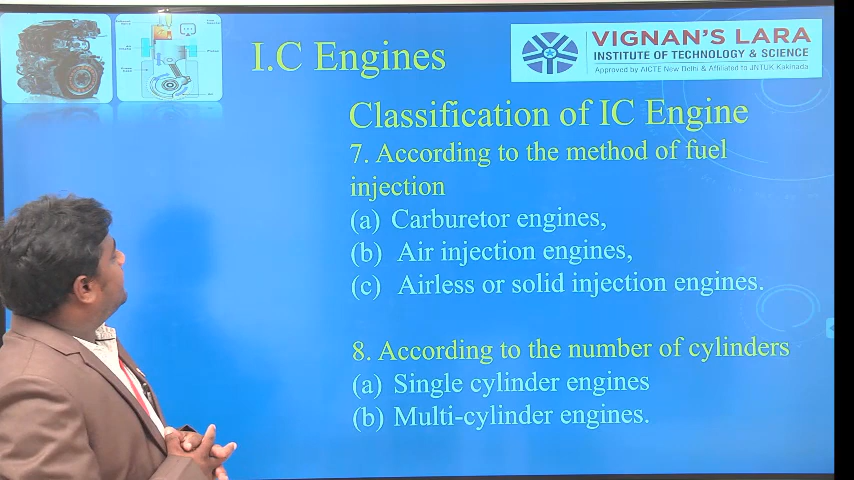 I.C Engines
VIGNAN'S LARA
INSTITUTE OF TECHNOLOGY & SCIENCE
Approved by AICTE New Delhi & Affiliated to JNTUK Kakinada
Classification of IC Engine
7. According to the method of fuel
injection
(a) Carburetor engines,
(b) Air injection engines,
(c) Airless or solid injection engines.
8. According to the number of cylinders
(a) Single cylinder engines
(b) Multi-cylinder engines.